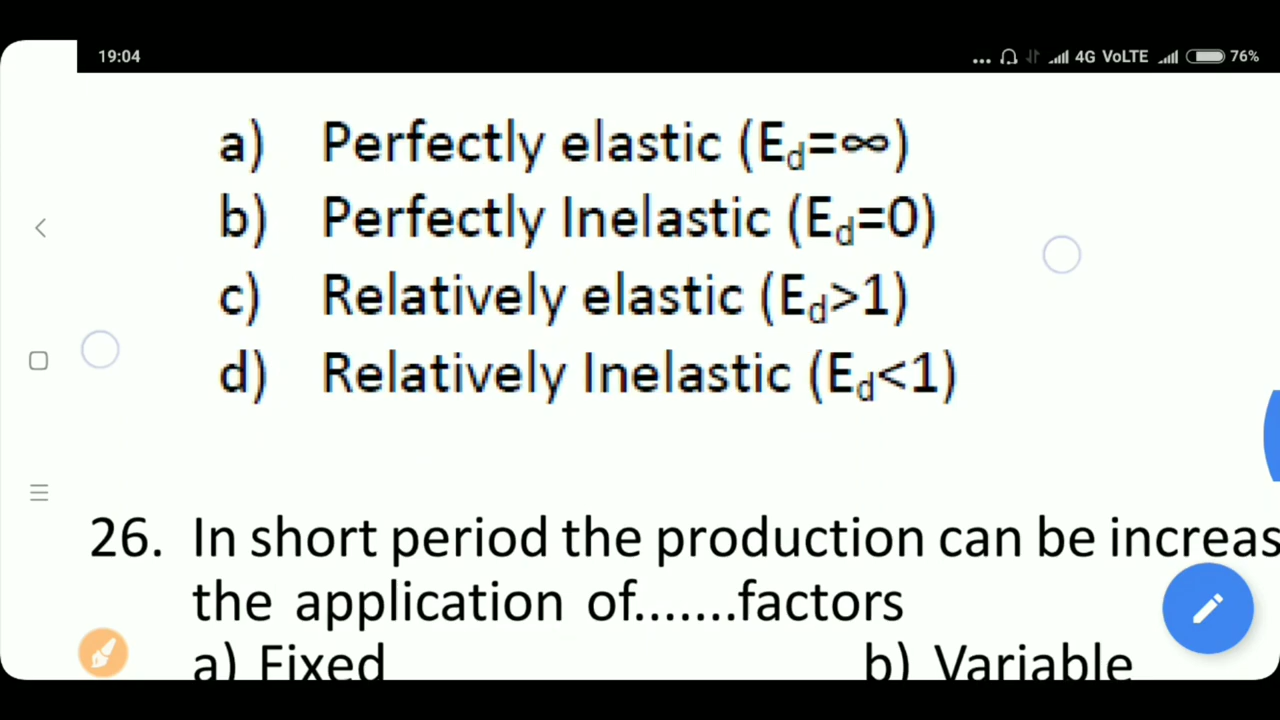 19:04
... 4G VoLTE 76%
a) Perfectly elastic (Ed=∞)
b) Perfectly Inelastic (Ed=0)
c) Relatively elastic (Ed>1)
d) Relatively Inelastic (Ed<1)
26. In short period the production can be increas
the application of.......factors
a) Fixed b) Variable